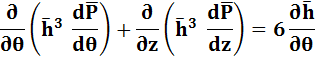 ∂/∂θ (h̄³ dP̄/dθ) + ∂/∂z (h̄³ dP̄/dz) = 6 ∂h̄/∂θ